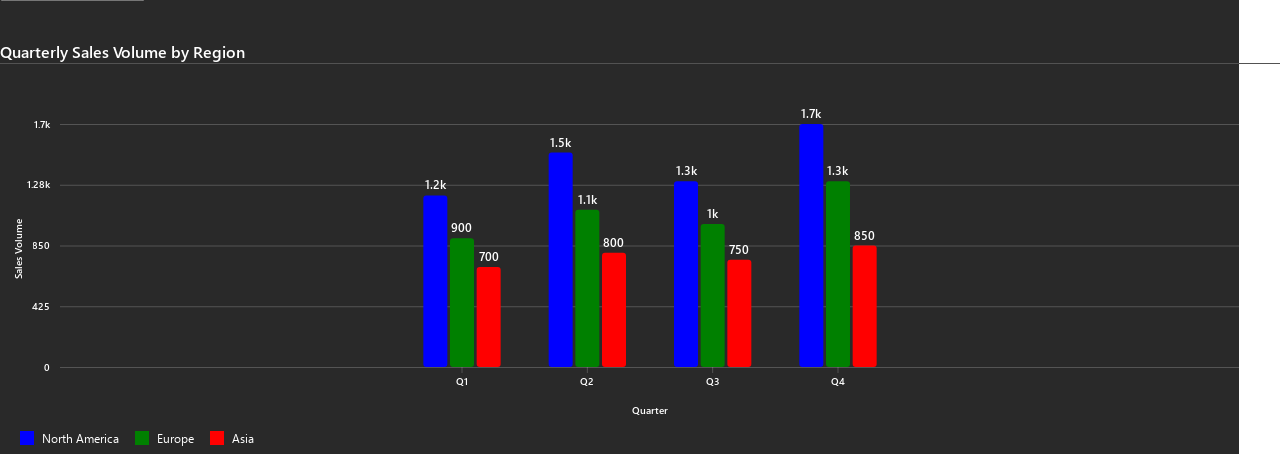 Quarterly Sales Volume by Region
1.7k
1.7k
1.5k
1.3k
1.3k
1.28k
1.2k
1.1k
1k
900
850
850
800
750
700
Sales Volume
425
0
Q1 Q2 Q3 Q4
Quarter
North America Europe Asia